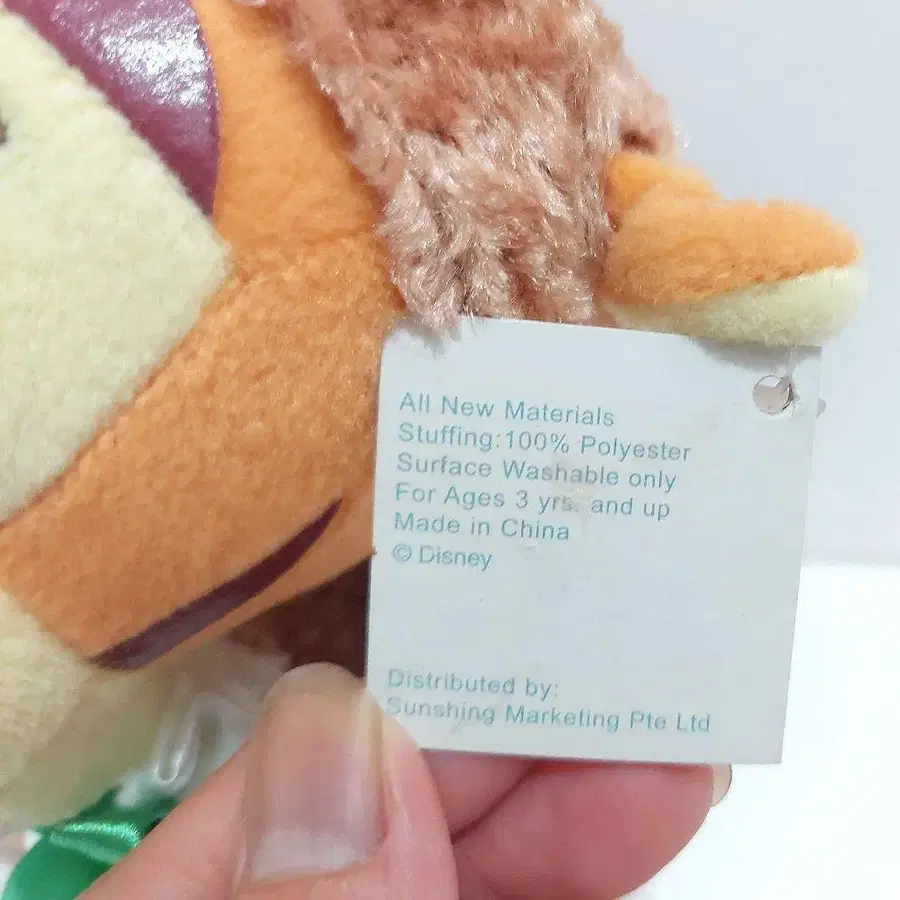 All New Materials
Stuffing:100% Polyester
Surface Washable only
For Ages 3 yrs. and up
Made in China
© Disney
Distributed by:
Sunshing Marketing Pte Ltd